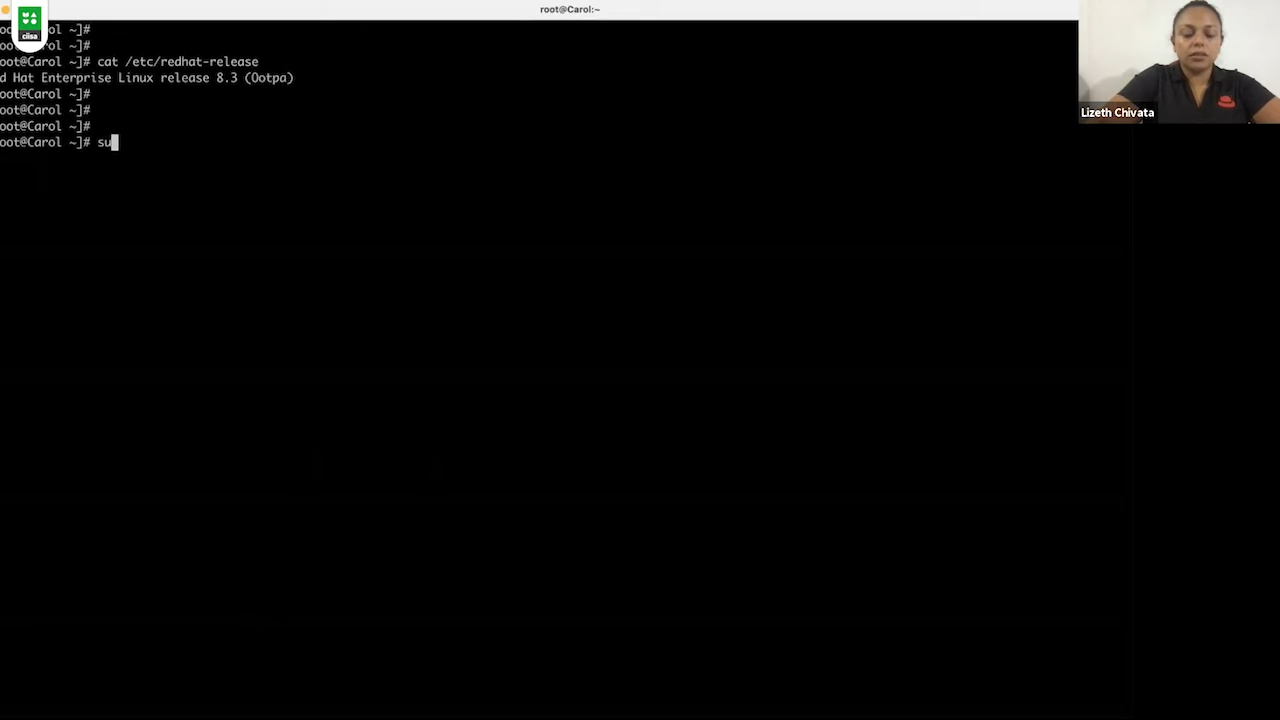 root@Carol:~
clisa
oot@Carol ~]#
oot@Carol ~]#
oot@Carol ~]# cat /etc/redhat-release
d Hat Enterprise Linux release 8.3 (Ootpa)
oot@Carol ~]#
oot@Carol ~]#
oot@Carol ~]#
oot@Carol ~]# su
Lizeth Chivata